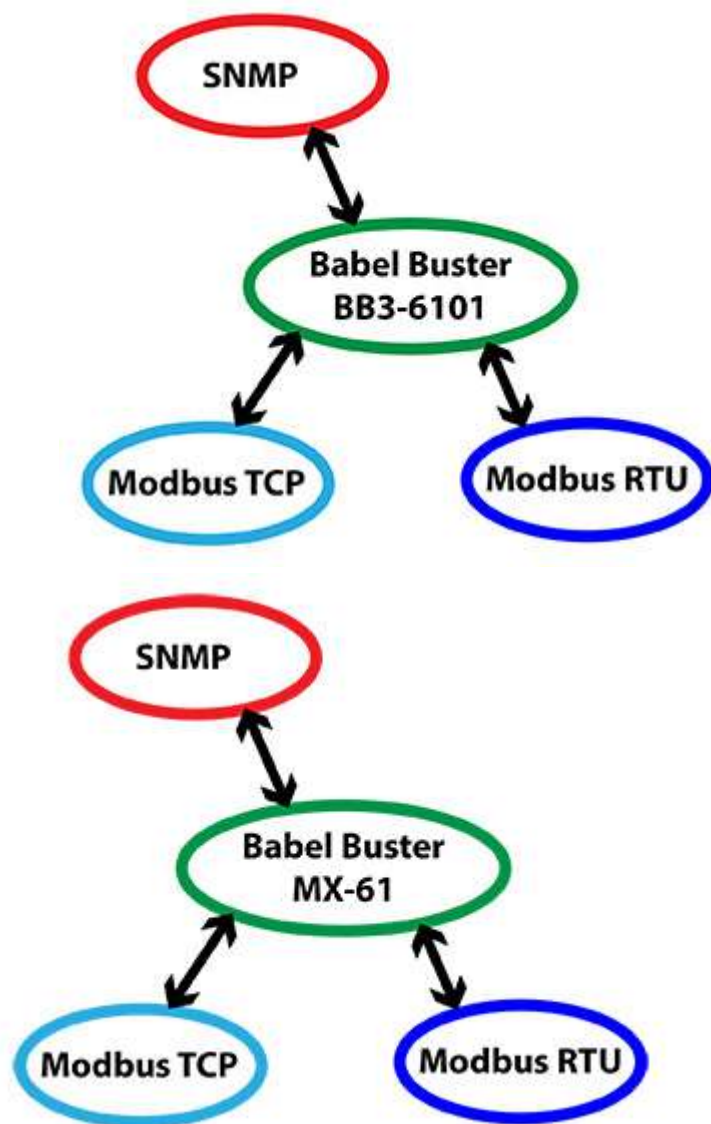 SNMP
Babel Buster
BB3-6101
Modbus TCP
Modbus RTU
SNMP
Babel Buster
MX-61
Modbus TCP
Modbus RTU